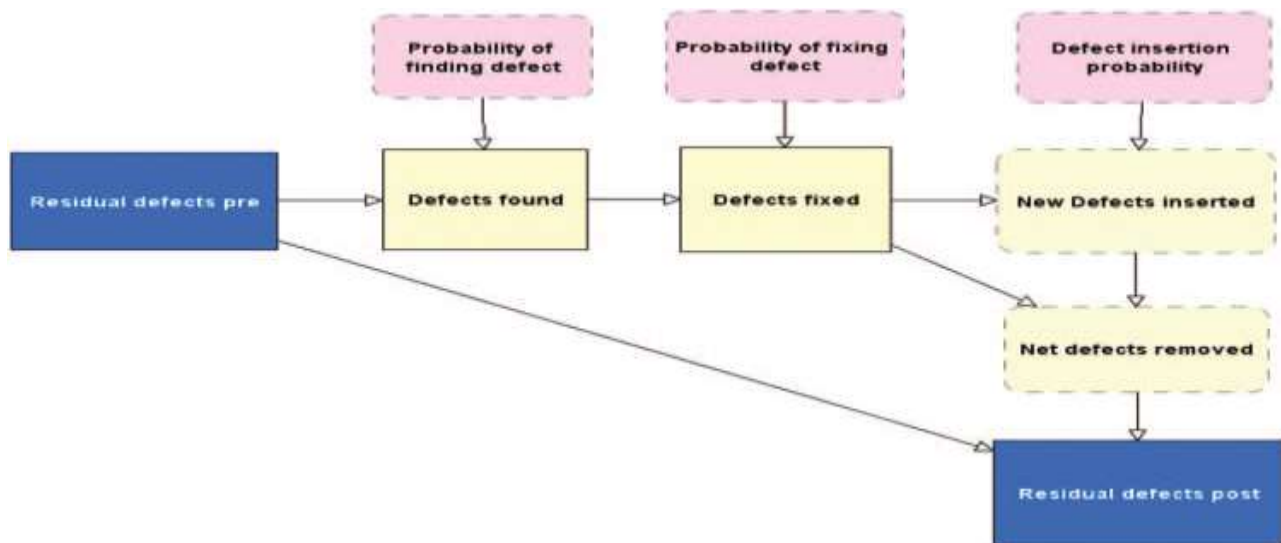 Probability of
finding defect
Probability of fixing
defect
Defect insertion
probability
Residual defects pre
Defects found
Defects fixed
New Defects inserted
Net defects removed
Residual defects post